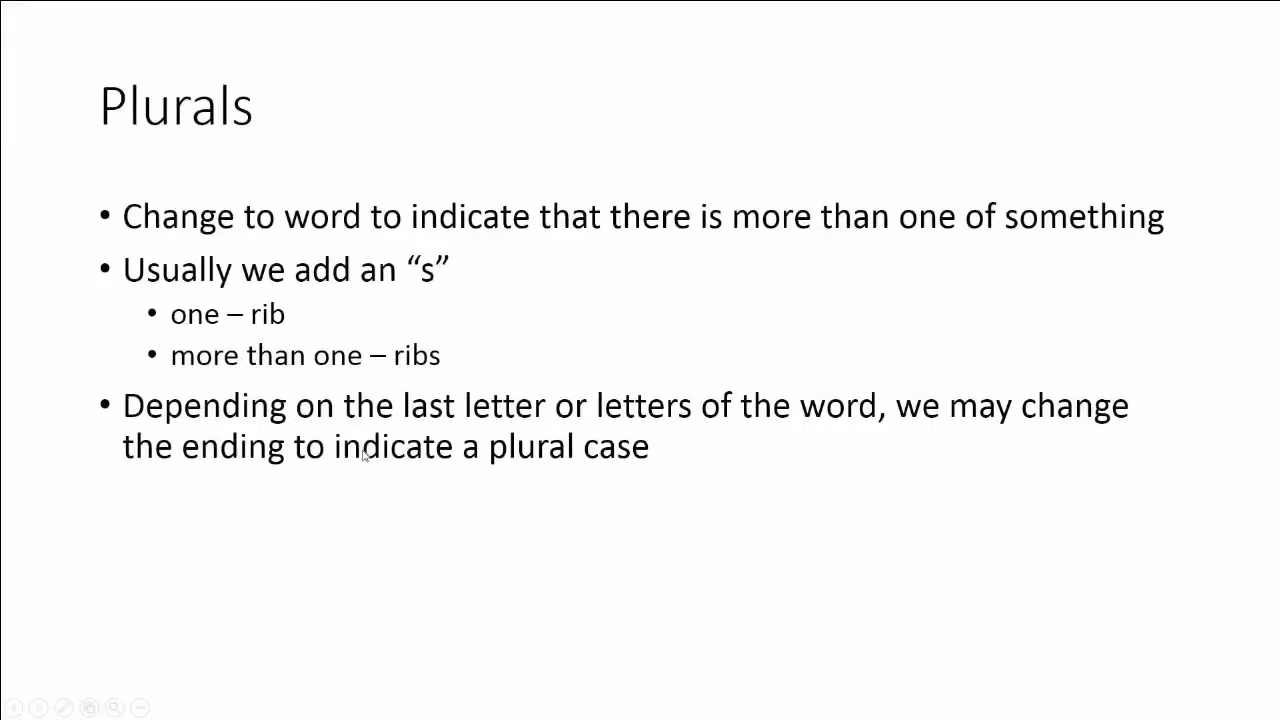 Plurals
• Change to word to indicate that there is more than one of something
• Usually we add an “s”
• one – rib
• more than one – ribs
• Depending on the last letter or letters of the word, we may change
the ending to indicate a plural case